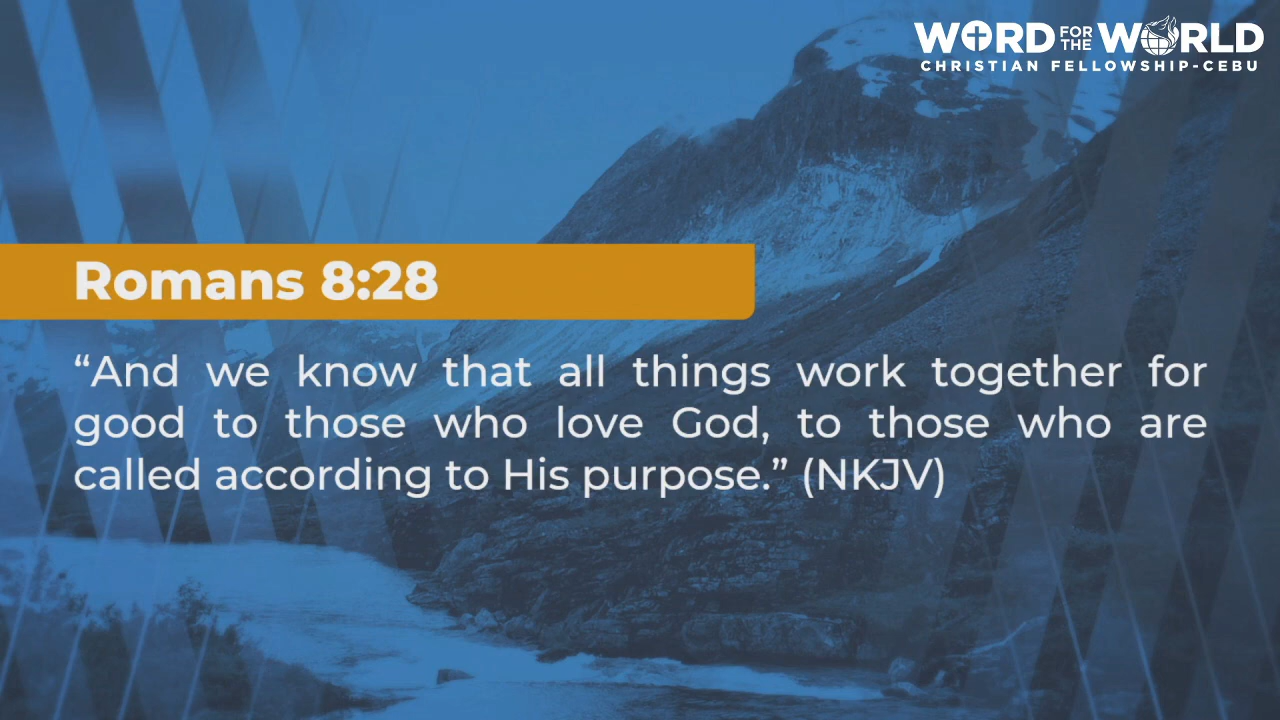 WORD FOR THE WORLD
CHRISTIAN FELLOWSHIP-CEBU
Romans 8:28
“And we know that all things work together for
good to those who love God, to those who are
called according to His purpose.” (NKJV)